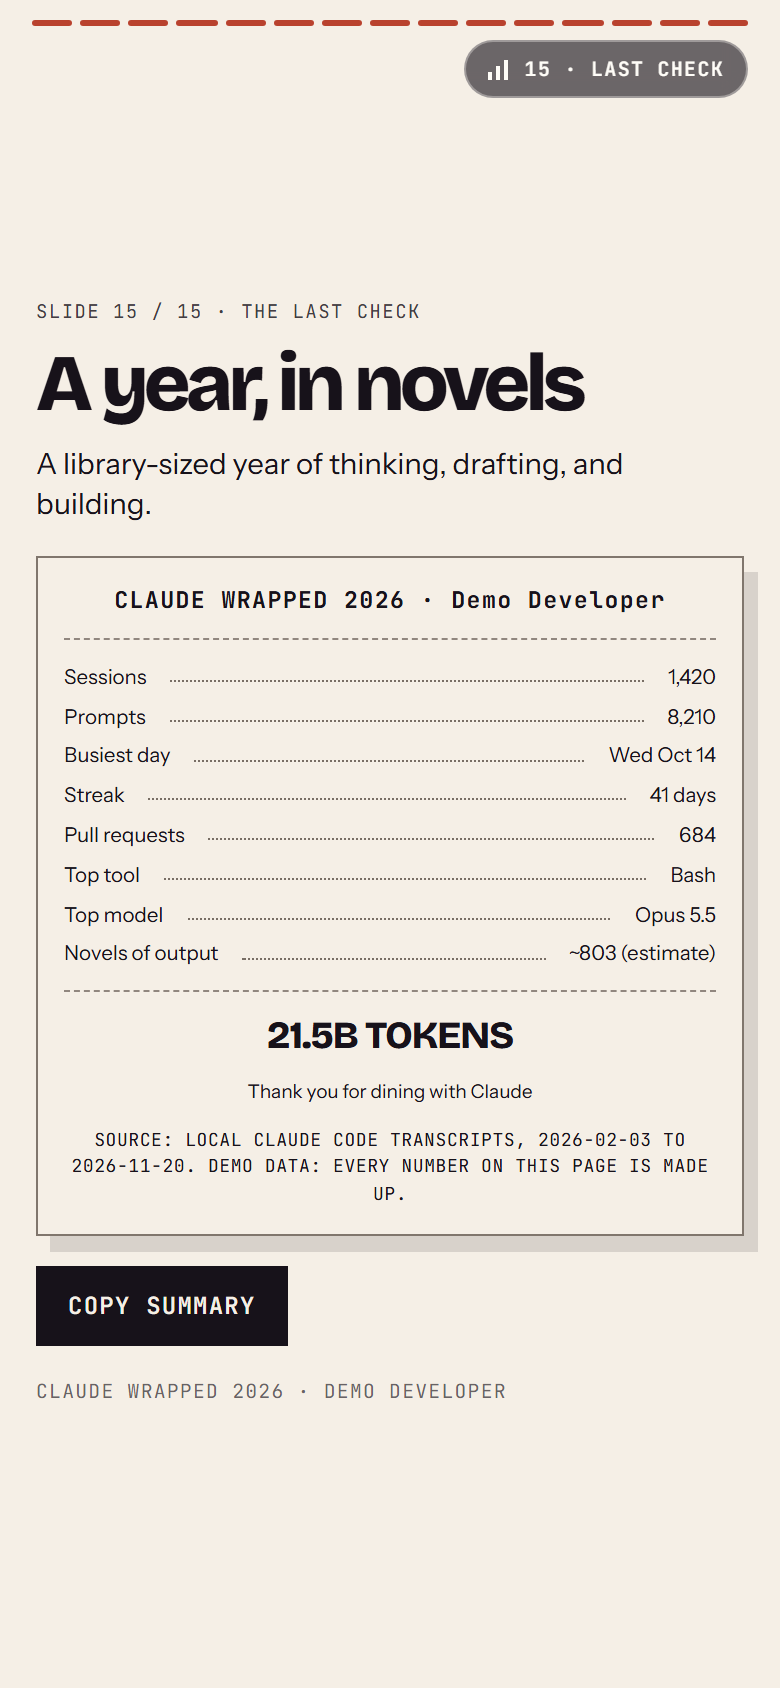 15 · LAST CHECK
SLIDE 15 / 15 · THE LAST CHECK
A year, in novels
A library-sized year of thinking, drafting, and
building.
CLAUDE WRAPPED 2026 · Demo Developer
Sessions 1,420
Prompts 8,210
Busiest day Wed Oct 14
Streak 41 days
Pull requests 684
Top tool Bash
Top model Opus 5.5
Novels of output ~803 (estimate)
21.5B TOKENS
Thank you for dining with Claude
SOURCE: LOCAL CLAUDE CODE TRANSCRIPTS, 2026-02-03 TO
2026-11-20. DEMO DATA: EVERY NUMBER ON THIS PAGE IS MADE
UP.
COPY SUMMARY
CLAUDE WRAPPED 2026 · DEMO DEVELOPER